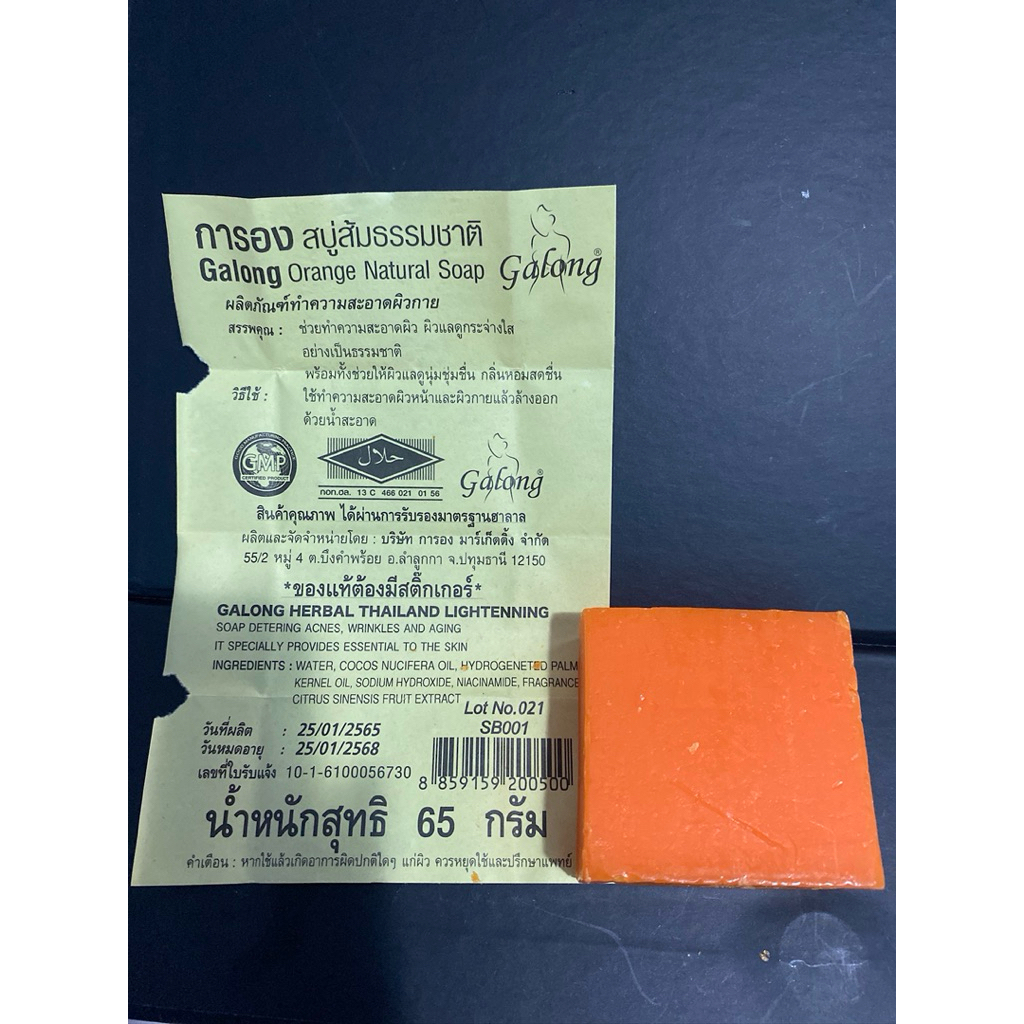 การอง สบู่ส้มธรรมชาติ
Galong Orange Natural Soap
Galong®
ผลิตภัณฑ์ทำความสะอาดผิวกาย
สรรพคุณ : ช่วยทำความสะอาดผิว ผิวแลดูกระจ่างใส
อย่างเป็นธรรมชาติ
พร้อมทั้งช่วยให้ผิวแลดูนุ่มชุ่มชื่น กลิ่นหอมสดชื่น
วิธีใช้ : ใช้ทำความสะอาดผิวหน้าและผิวกายแล้วล้างออก
ด้วยน้ำสะอาด
GMP
CERTIFIED PRODUCT
حلال
กอท.ฮล. 13 C 466 021 01 56
Galong®
สินค้าคุณภาพ ได้ผ่านการรับรองมาตรฐานฮาลาล
ผลิตและจัดจำหน่ายโดย : บริษัท การอง มาร์เก็ตติ้ง จำกัด
55/2 หมู่ 4 ต.บึงคำพร้อย อ.ลำลูกกา จ.ปทุมธานี 12150
*ของแท้ต้องมีสติ๊กเกอร์*
GALONG HERBAL THAILAND LIGHTENNING
SOAP DETERING ACNES, WRINKLES AND AGING
IT SPECIALLY PROVIDES ESSENTIAL TO THE SKIN
INGREDIENTS : WATER, COCOS NUCIFERA OIL, HYDROGENETED PALM
KERNEL OIL, SODIUM HYDROXIDE, NIACINAMIDE, FRAGRANCE
CITRUS SINENSIS FRUIT EXTRACT
Lot No.021
SB001
วันที่ผลิต : 25/01/2565
วันหมดอายุ : 25/01/2568
เลขที่ใบรับแจ้ง 10-1-6100056730
8 859159 200500
น้ำหนักสุทธิ 65 กรัม
คำเตือน : หากใช้แล้วเกิดอาการผิดปกติใดๆ แก่ผิว ควรหยุดใช้และปรึกษาแพทย์